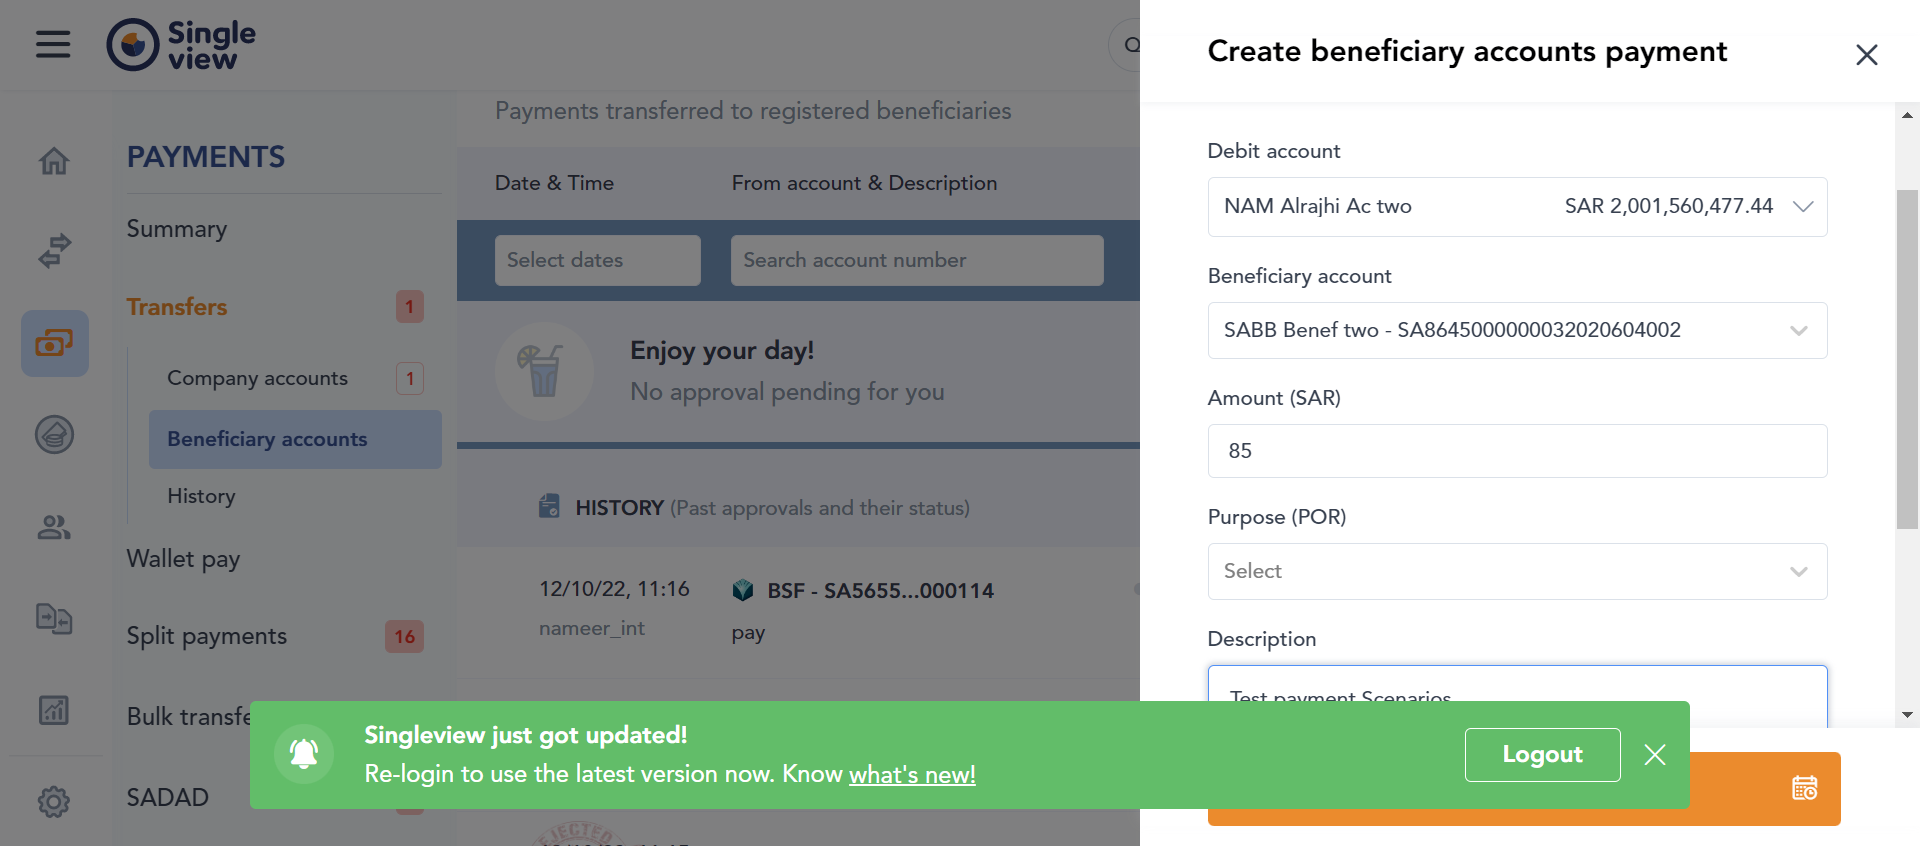 Single
view
Create beneficiary accounts payment
Payments transferred to registered beneficiaries
PAYMENTS
Date & Time
From account & Description
Select dates
Search account number
Summary
Transfers
1
Company accounts
1
Beneficiary accounts
History
Wallet pay
Split payments
16
SADAD
Enjoy your day!
No approval pending for you
HISTORY (Past approvals and their status)
12/10/22, 11:16
BSF - SA5655...000114
nameer_int
pay
Debit account
NAM Alrajhi Ac two
SAR 2,001,560,477.44
Beneficiary account
SABB Benef two - SA8645000000032020604002
Amount (SAR)
85
Purpose (POR)
Select
Description
Test payment Scenarios
Bulk transfe
Singleview just got updated!
Re-login to use the latest version now. Know what's new!
Logout